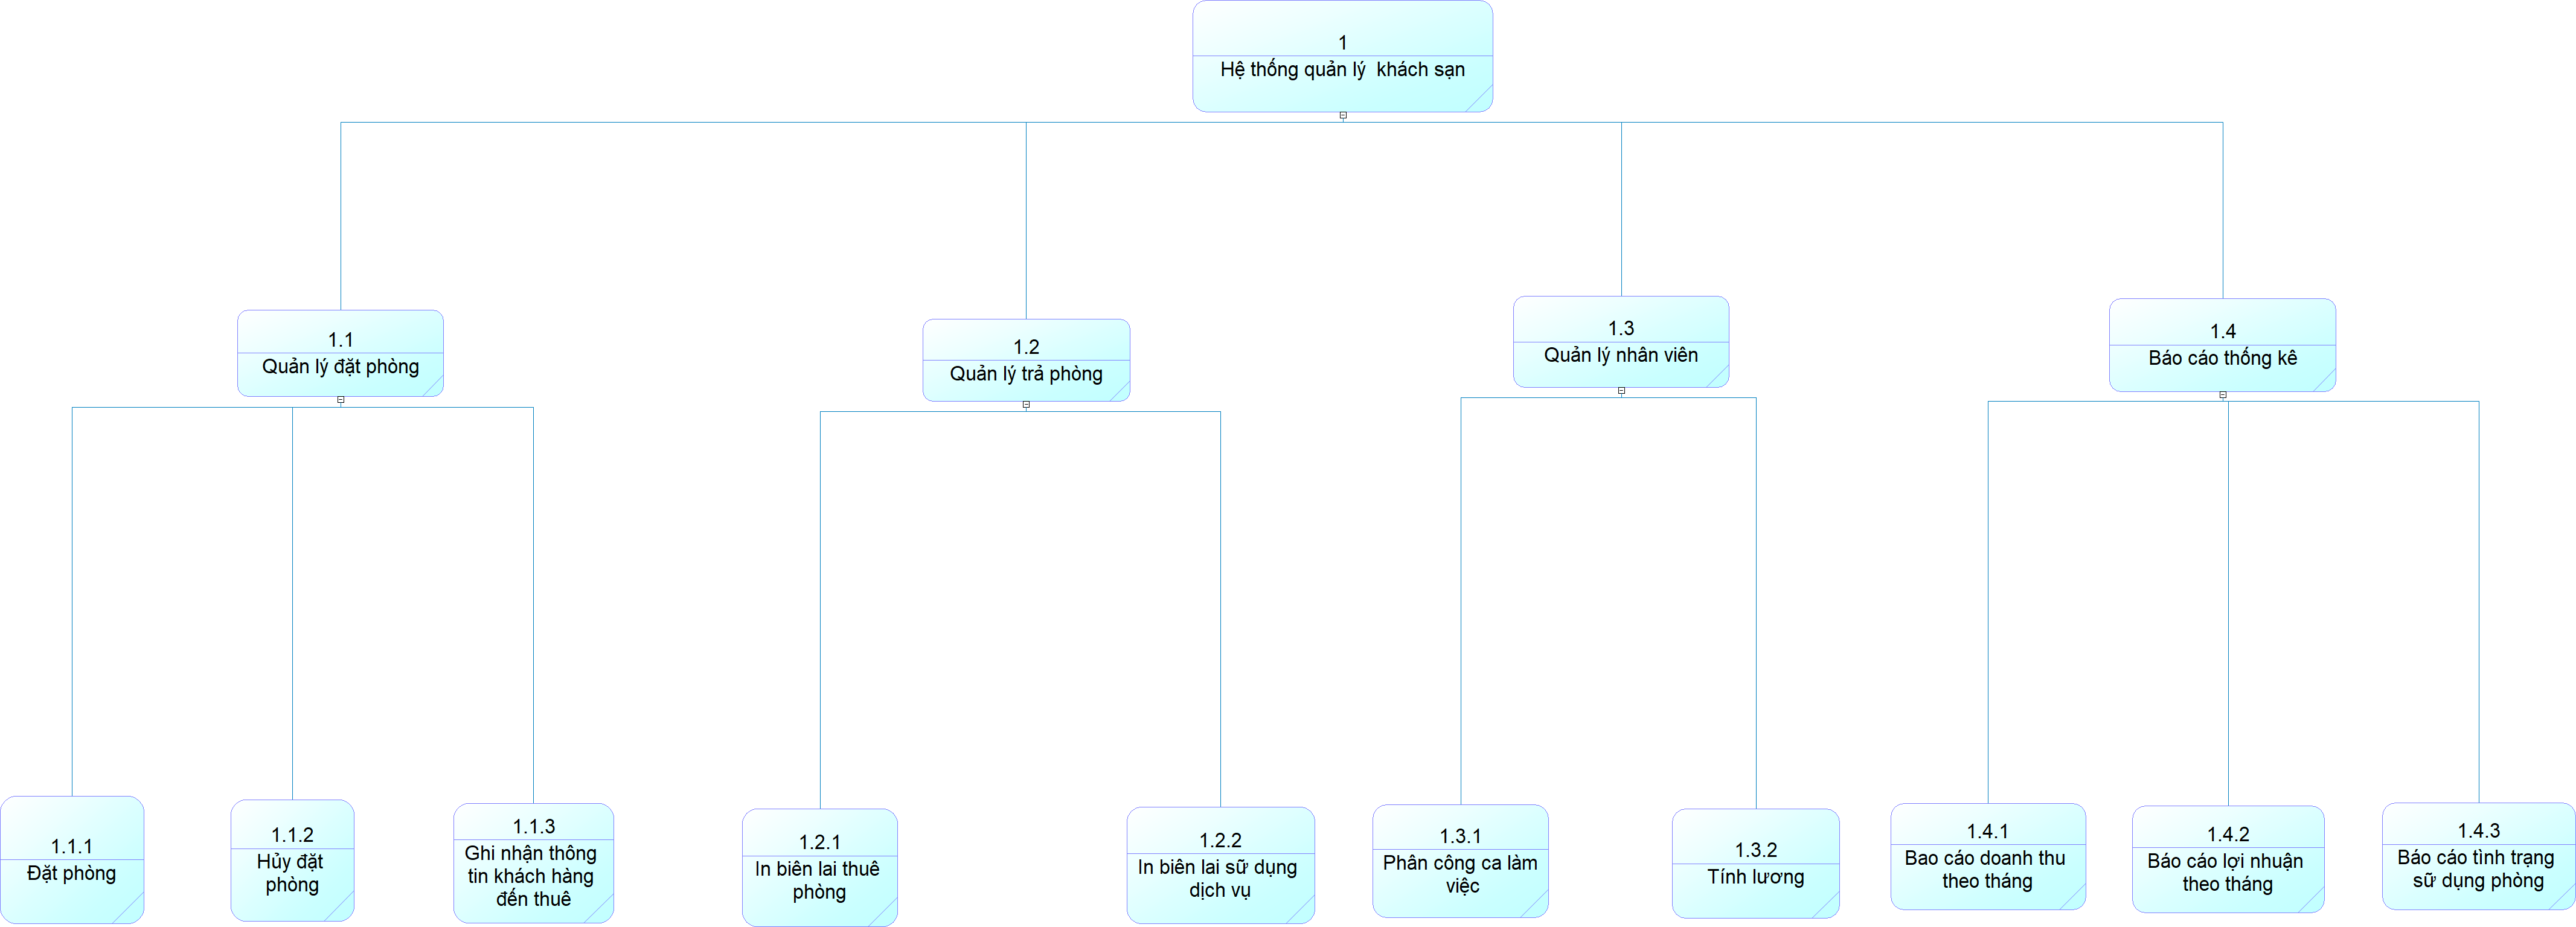 1
Hệ thống quản lý  khách sạn
1.1
Quản lý đặt phòng
1.2
Quản lý trả phòng
1.3
Quản lý nhân viên
1.4
Báo cáo thống kê
1.1.1
Đặt phòng
1.1.2
Hủy đặt
phòng
1.1.3
Ghi nhận thông
tin khách hàng
đến thuê
1.2.1
In biên lai thuê
phòng
1.2.2
In biên lai sữ dụng
dịch vụ
1.3.1
Phân công ca làm
việc
1.3.2
Tính lương
1.4.1
Bao cáo doanh thu
theo tháng
1.4.2
Báo cáo lợi nhuận
theo tháng
1.4.3
Báo cáo tình trạng
sữ dụng phòng